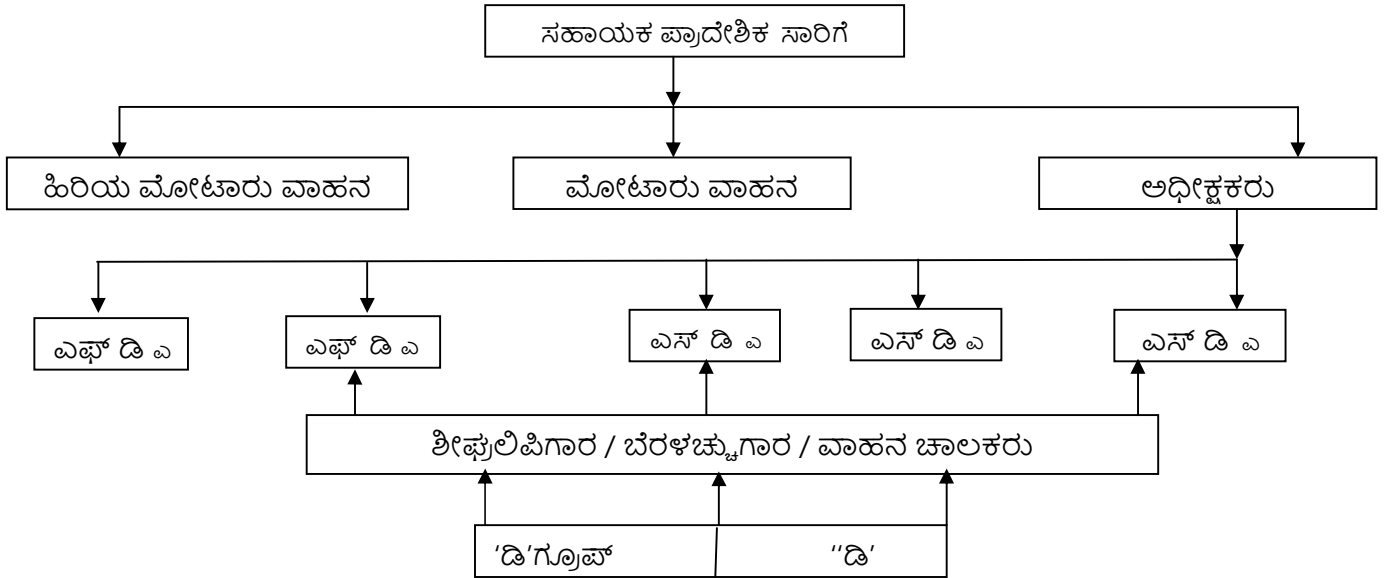 ಸಹಾಯಕ ಪ್ರಾದೇಶಿಕ ಸಾರಿಗೆ
ಹಿರಿಯ ಮೋಟಾರು ವಾಹನ
ಮೋಟಾರು ವಾಹನ
ಅಧೀಕ್ಷಕರು
ಎಫ್ ಡಿ ಎ
ಎಫ್ ಡಿ ಎ
ಎಸ್ ಡಿ ಎ
ಎಸ್ ಡಿ ಎ
ಎಸ್ ಡಿ ಎ
ಶೀಘ್ರಲಿಪಿಗಾರ / ಬೆರಳಚ್ಚುಗಾರ / ವಾಹನ ಚಾಲಕರು
'ಡಿ'ಗ್ರೂಪ್
''ಡಿ'